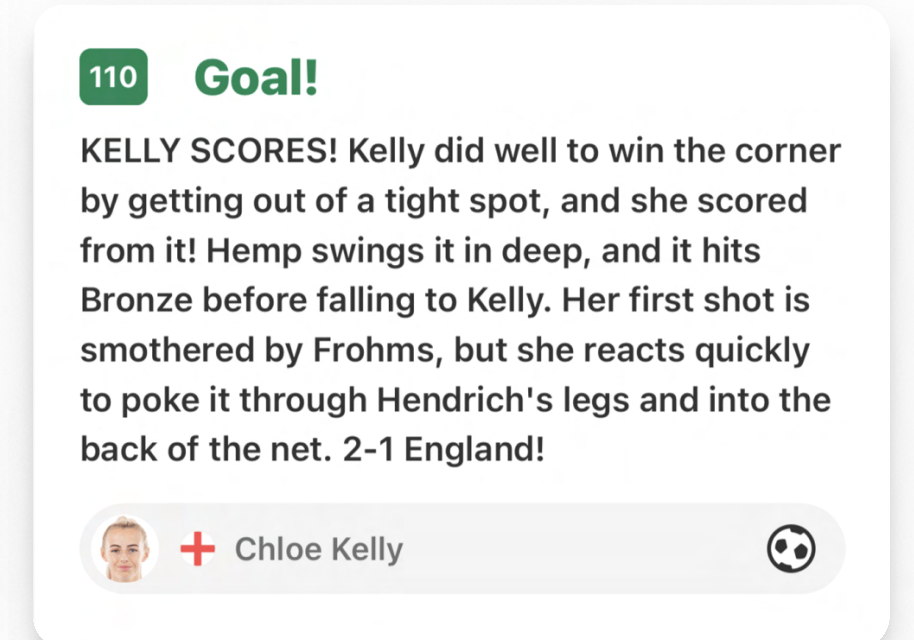 110 Goal!
KELLY SCORES! Kelly did well to win the corner
by getting out of a tight spot, and she scored
from it! Hemp swings it in deep, and it hits
Bronze before falling to Kelly. Her first shot is
smothered by Frohms, but she reacts quickly
to poke it through Hendrich's legs and into the
back of the net. 2-1 England!
Chloe Kelly